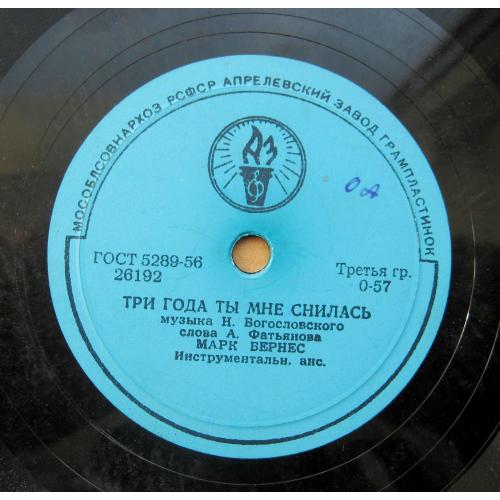 МОСОБЛСОВНАРХОЗ РСФСР АПРЕЛЕВСКИЙ ЗАВОД ГРАМПЛАСТИНОК
АЗ
ОА
ГОСТ 5289-56
26192
Третья гр.
0-57
ТРИ ГОДА ТЫ МНЕ СНИЛАСЬ
музыка Н. Богословского
слова А. Фатьянова
МАРК БЕРНЕС
Инструментальн. анс.